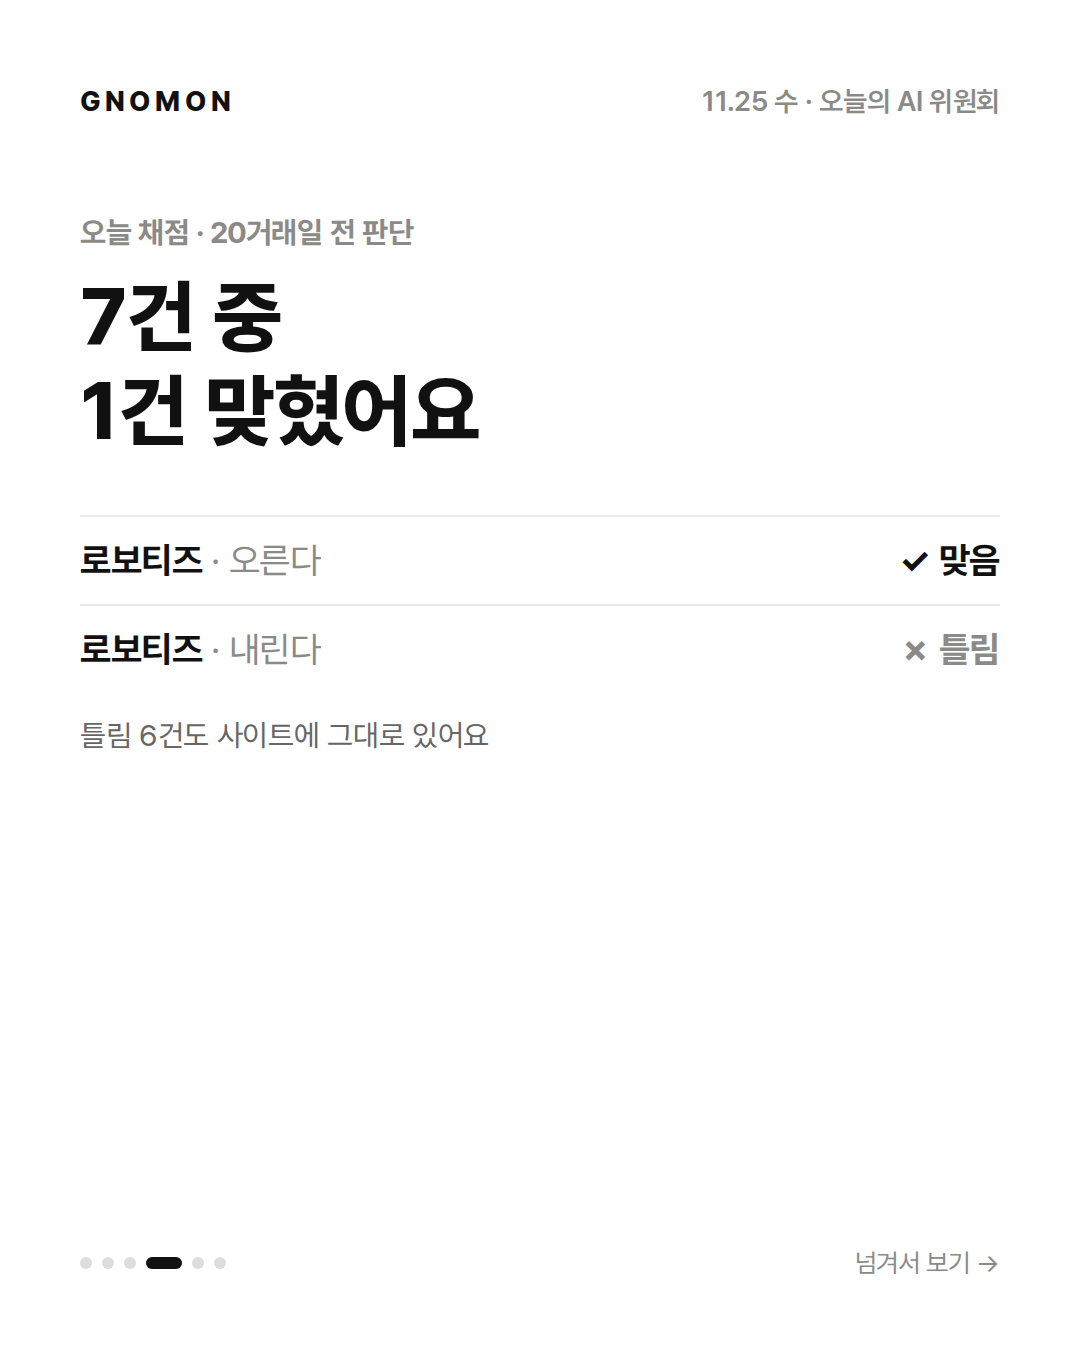 GNOMON
11.25 수 · 오늘의 AI 위원회
오늘 채점 · 20거래일 전 판단
7건 중
1건 맞혔어요
로보티즈 · 오른다 ✓ 맞음
로보티즈 · 내린다 × 틀림
틀림 6건도 사이트에 그대로 있어요
넘겨서 보기 →